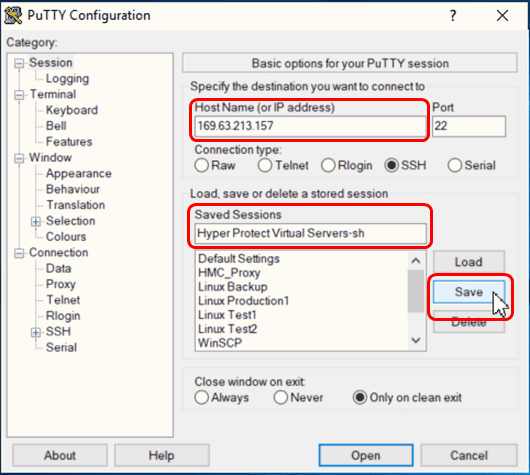 PuTTY Configuration
? ×
Category:
Session
Logging
Terminal
Keyboard
Bell
Features
Window
Appearance
Behaviour
Translation
Selection
Colours
Connection
Data
Proxy
Telnet
Rlogin
SSH
Serial
Basic options for your PuTTY session
Specify the destination you want to connect to
Host Name (or IP address) Port
169.63.213.157 22
Connection type:
Raw Telnet Rlogin SSH Serial
Load, save or delete a stored session
Saved Sessions
Hyper Protect Virtual Servers-sh
Default Settings
HMC_Proxy
Linux Backup
Linux Production1
Linux Test1
Linux Test2
WinSCP
Load
Save
Delete
Close window on exit:
Always Never Only on clean exit
About Help Open Cancel